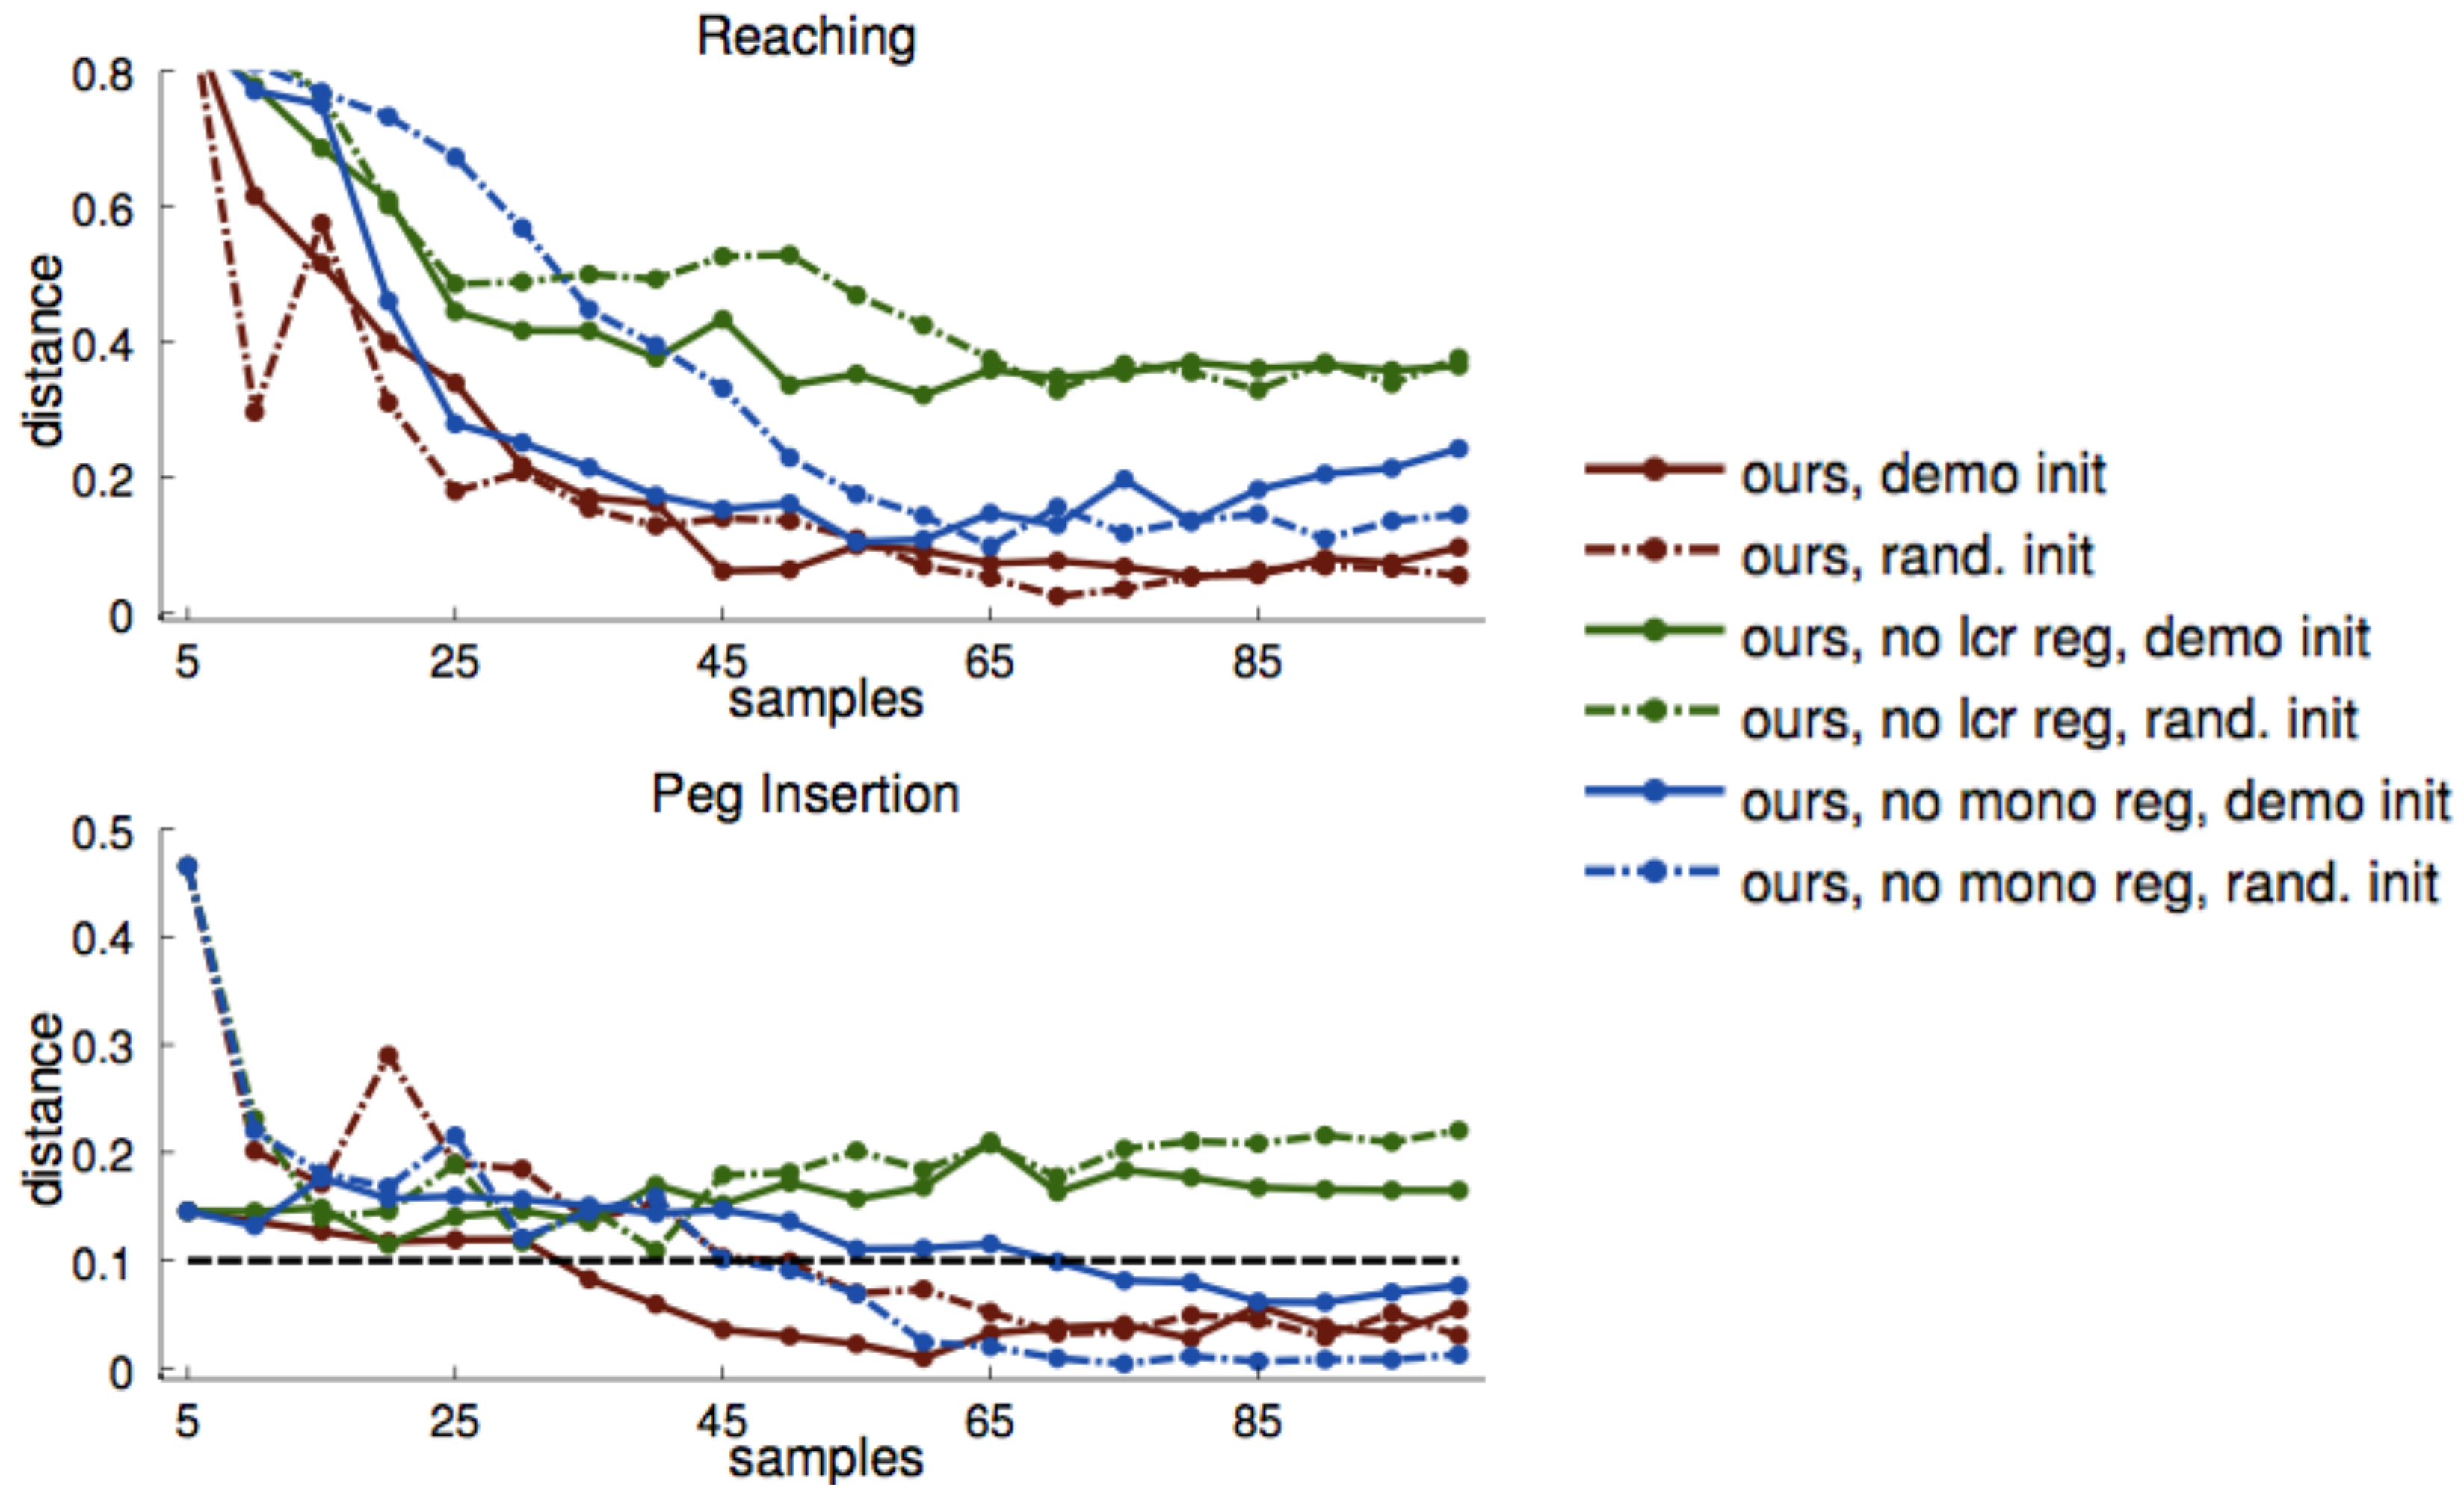 Reaching
0.8
0.6
0.4
0.2
0
distance
5 25 45 65 85
samples
ours, demo init
ours, rand. init
ours, no lcr reg, demo init
ours, no lcr reg, rand. init
ours, no mono reg, demo init
ours, no mono reg, rand. init
Peg Insertion
0.5
0.4
0.3
0.2
0.1
0
distance
5 25 45 65 85
samples